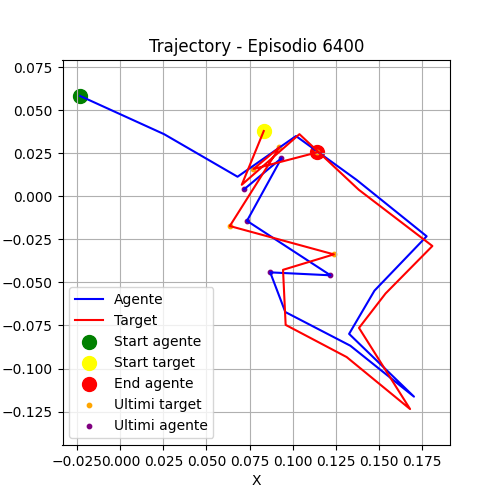 Trajectory - Episodio 6400
0.075
0.050
0.025
0.000
−0.025
−0.050
−0.075
−0.100
−0.125
Agente
Target
Start agente
Start target
End agente
Ultimi target
Ultimi agente
−0.025 0.000 0.025 0.050 0.075 0.100 0.125 0.150 0.175
X